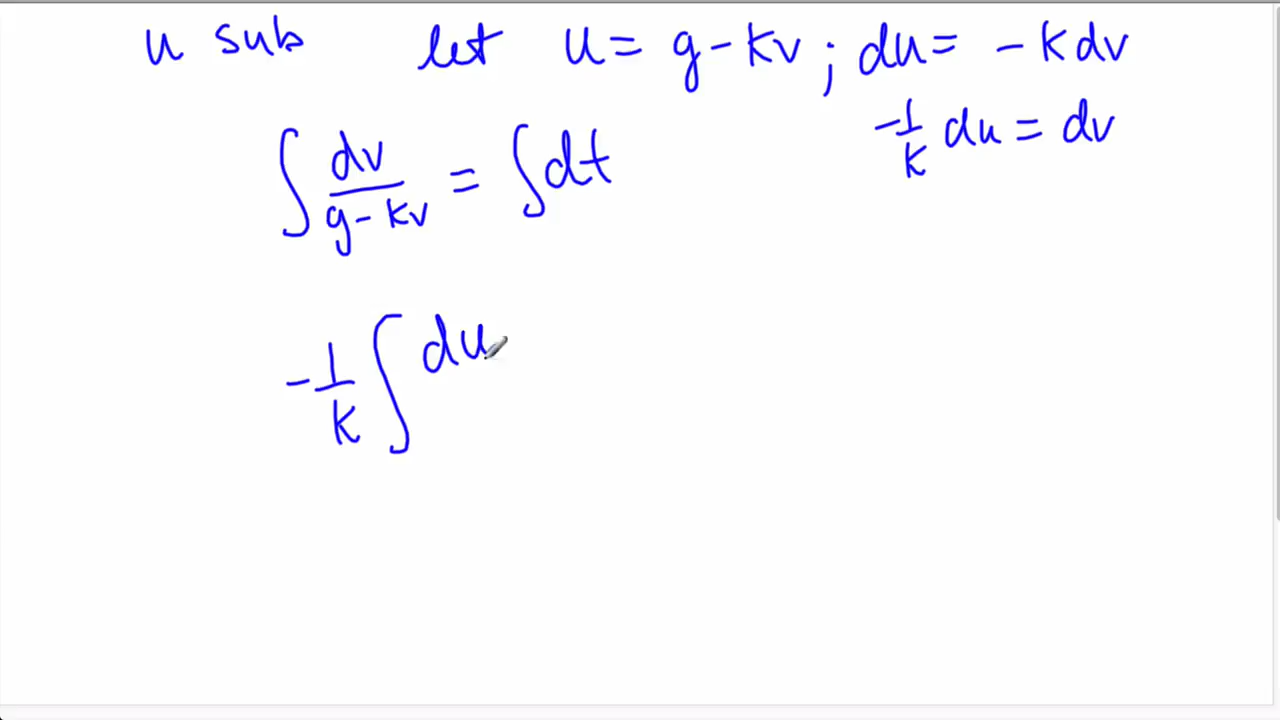 u sub let u = g - kv ; du = - k dv
-1/k du = dv
∫ dv/(g - kv) = ∫ dt
-1/k ∫ du